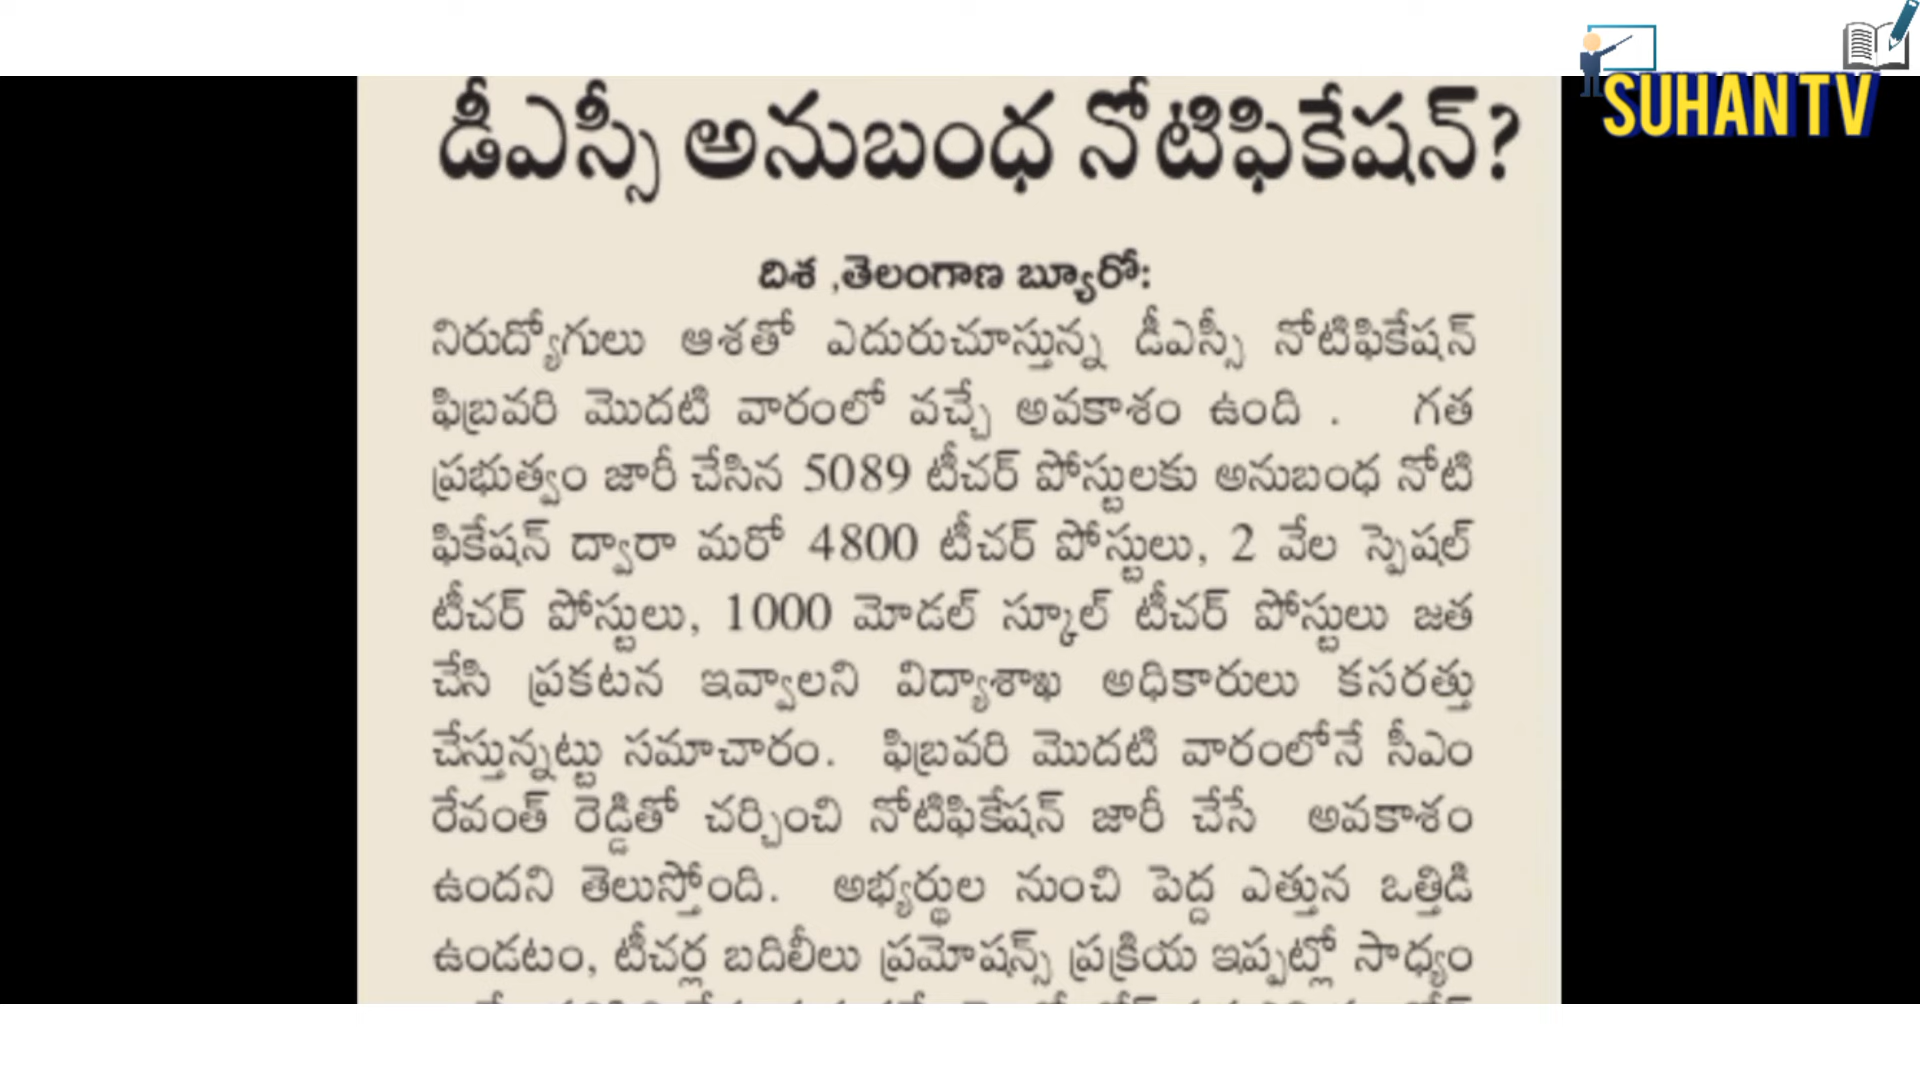 SUHAN TV
డీఎస్సీ అనుబంధ నోటిఫికేషన్?
దిశ ,తెలంగాణ బ్యూరో:
నిరుద్యోగులు ఆశతో ఎదురుచూస్తున్న డీఎస్సీ నోటిఫికేషన్
ఫిబ్రవరి మొదటి వారంలో వచ్చే అవకాశం ఉంది . గత
ప్రభుత్వం జారీ చేసిన 5089 టీచర్ పోస్టులకు అనుబంధ నోటి
ఫికేషన్ ద్వారా మరో 4800 టీచర్ పోస్టులు, 2 వేల స్పెషల్
టీచర్ పోస్టులు, 1000 మోడల్ స్కూల్ టీచర్ పోస్టులు జత
చేసి ప్రకటన ఇవ్వాలని విద్యాశాఖ అధికారులు కసరత్తు
చేస్తున్నట్టు సమాచారం. ఫిబ్రవరి మొదటి వారంలోనే సీఎం
రేవంత్ రెడ్డితో చర్చించి నోటిఫికేషన్ జారీ చేసే అవకాశం
ఉందని తెలుస్తోంది. అభ్యర్థుల నుంచి పెద్ద ఎత్తున ఒత్తిడి
ఉండటం, టీచర్ల బదిలీలు ప్రమోషన్స్ ప్రక్రియ ఇప్పట్లో సాధ్యం